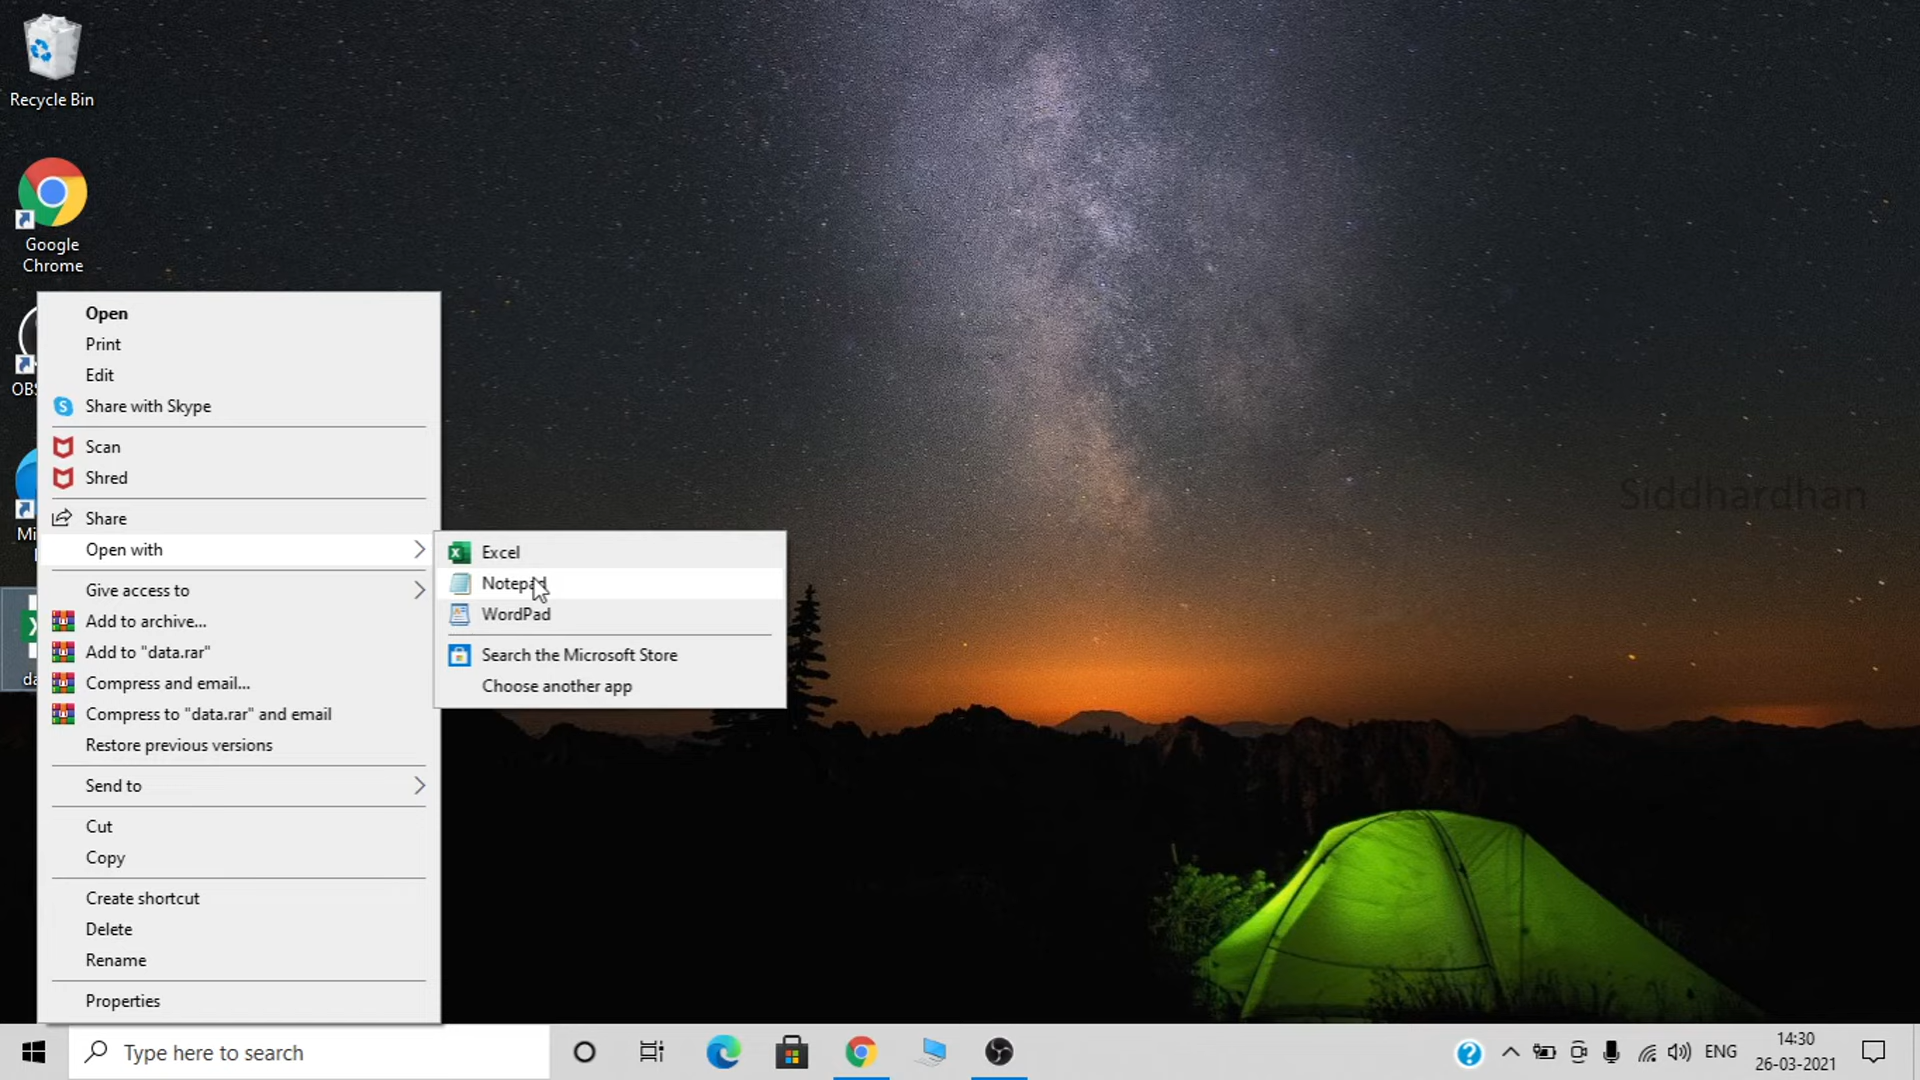 Recycle Bin
Google
Chrome
OBS
Mi
da
Open
Print
Edit
Share with Skype
Scan
Shred
Share
Open with
Give access to
Add to archive...
Add to "data.rar"
Compress and email...
Compress to "data.rar" and email
Restore previous versions
Send to
Cut
Copy
Create shortcut
Delete
Rename
Properties
Excel
Notepad
WordPad
Search the Microsoft Store
Choose another app
Siddhardhan
Type here to search
ENG
14:30
26-03-2021